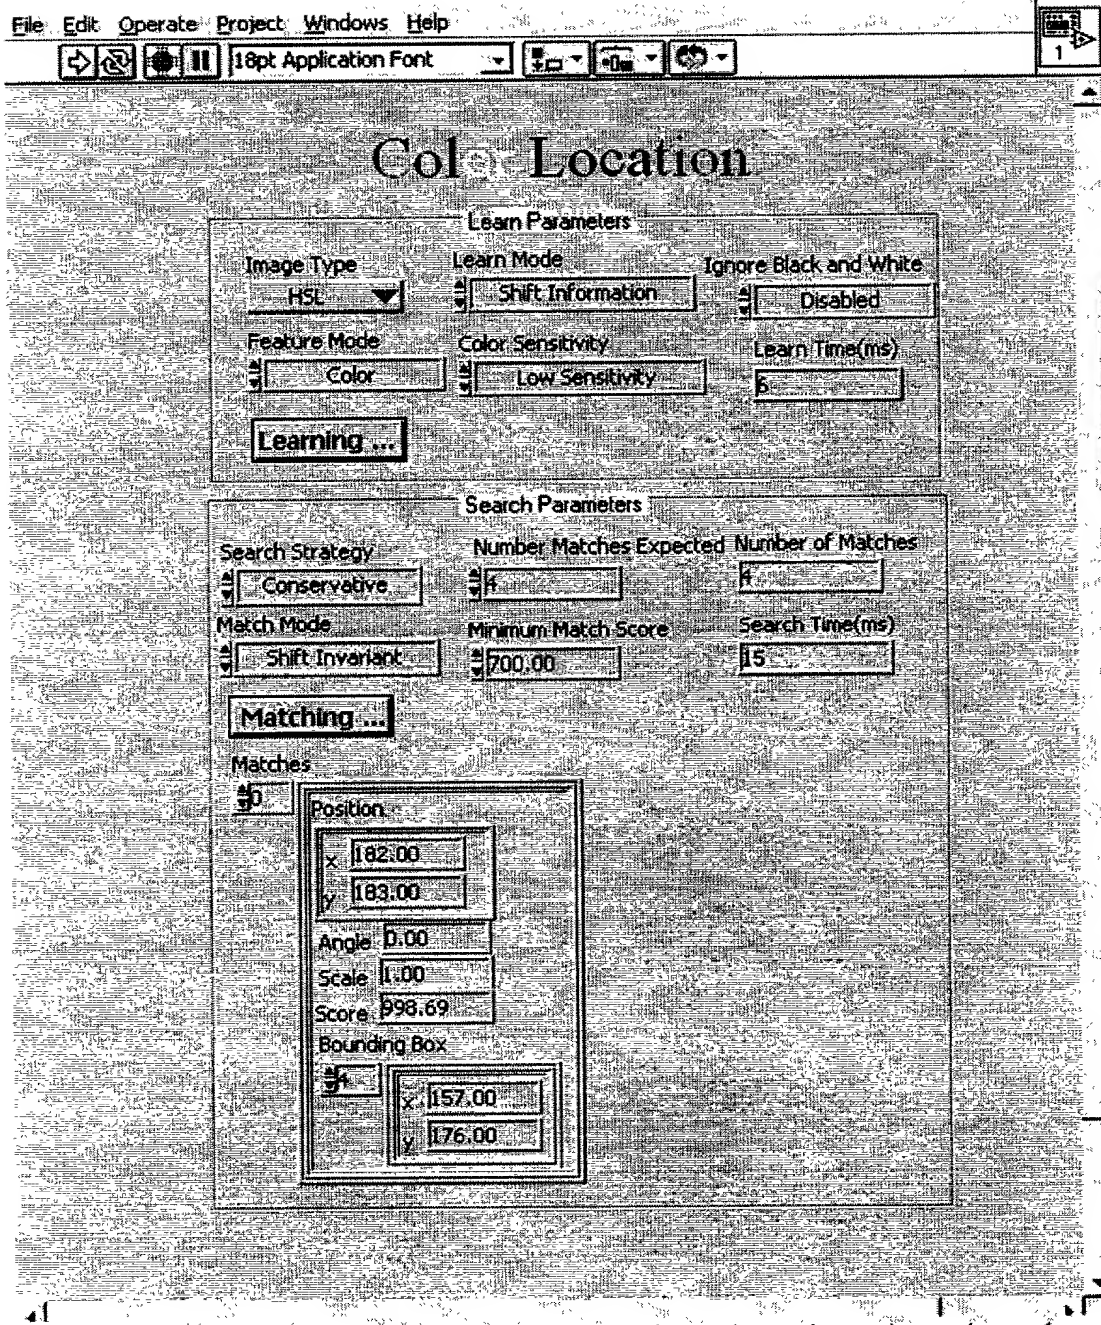 File Edit Operate Project Windows Help
1
18pt Application Font
Color Location
Learn Parameters
Image Type Learn Mode Ignore Black and White
HSL Shift Information Disabled
Feature Mode Color Sensitivity Learn Time(ms)
Color Low Sensitivity 6
Learning ...
Search Parameters
Search Strategy Number Matches Expected Number of Matches
Conservative 4 4
Match Mode Minimum Match Score Search Time(ms)
Shift Invariant 700.00 15
Matching ...
Matches
0
Position
x 182.00
y 183.00
Angle 0.00
Scale 1.00
Score 998.69
Bounding Box
4
x 157.00
y 176.00